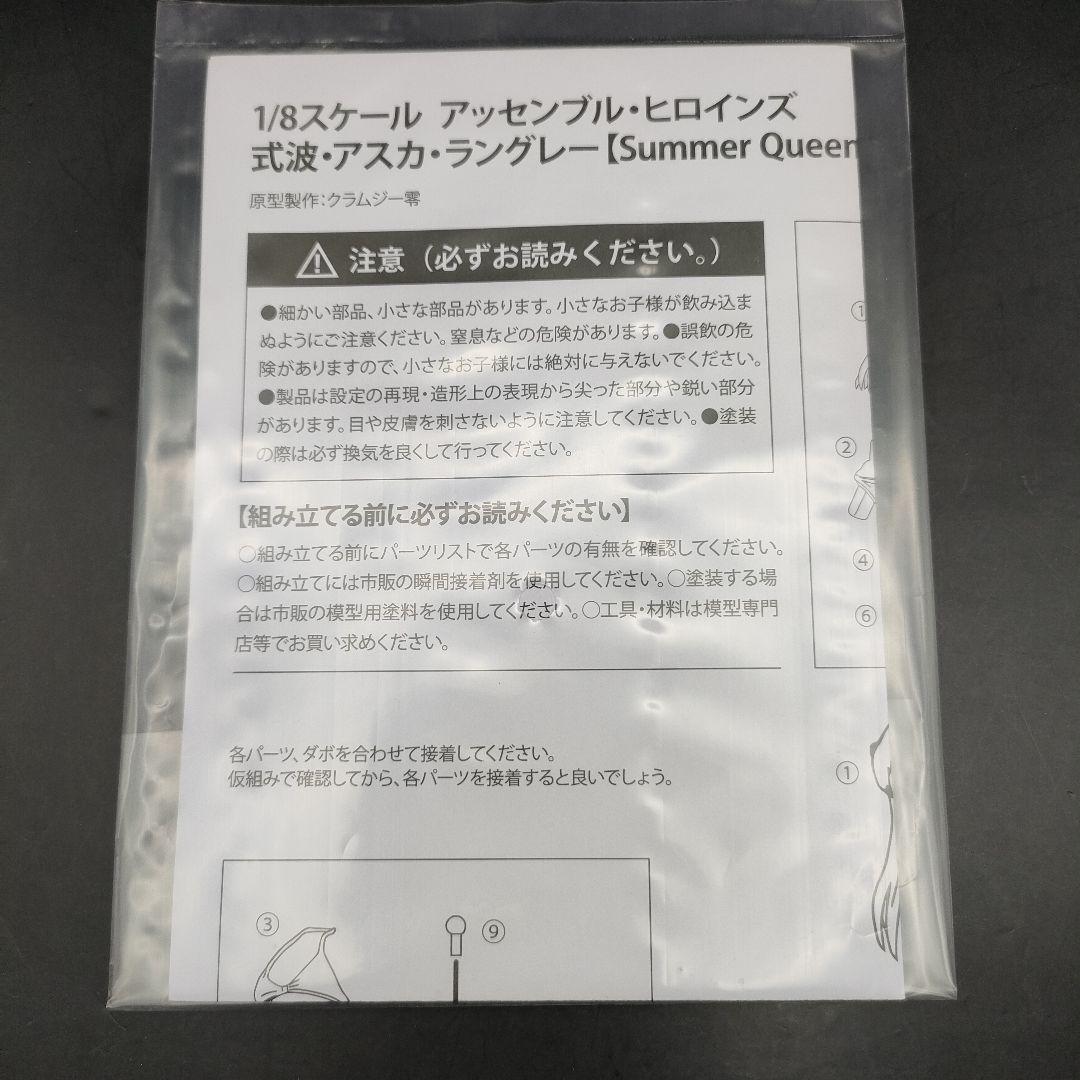 1/8スケール アッセンブル・ヒロインズ
式波・アスカ・ラングレー【Summer Queen
原型製作：クラムジー零
注意（必ずお読みください。）
●細かい部品、小さな部品があります。小さなお子様が飲み込ま
ぬようにご注意ください。窒息などの危険があります。●誤飲の危
険がありますので、小さなお子様には絶対に与えないでください。
●製品は設定の再現・造形上の表現から尖った部分や鋭い部分
があります。目や皮膚を刺さないように注意してください。●塗装
の際は必ず換気を良くして行ってください。
【組み立てる前に必ずお読みください】
○組み立てる前にパーツリストで各パーツの有無を確認してください。
○組み立てには市販の瞬間接着剤を使用してください。○塗装する場
合は市販の模型用塗料を使用してください。○工具・材料は模型専門
店等でお買い求めください。
各パーツ、ダボを合わせて接着してください。
仮組みで確認してから、各パーツを接着すると良いでしょう。
③
⑨
①
②
④
⑥
①